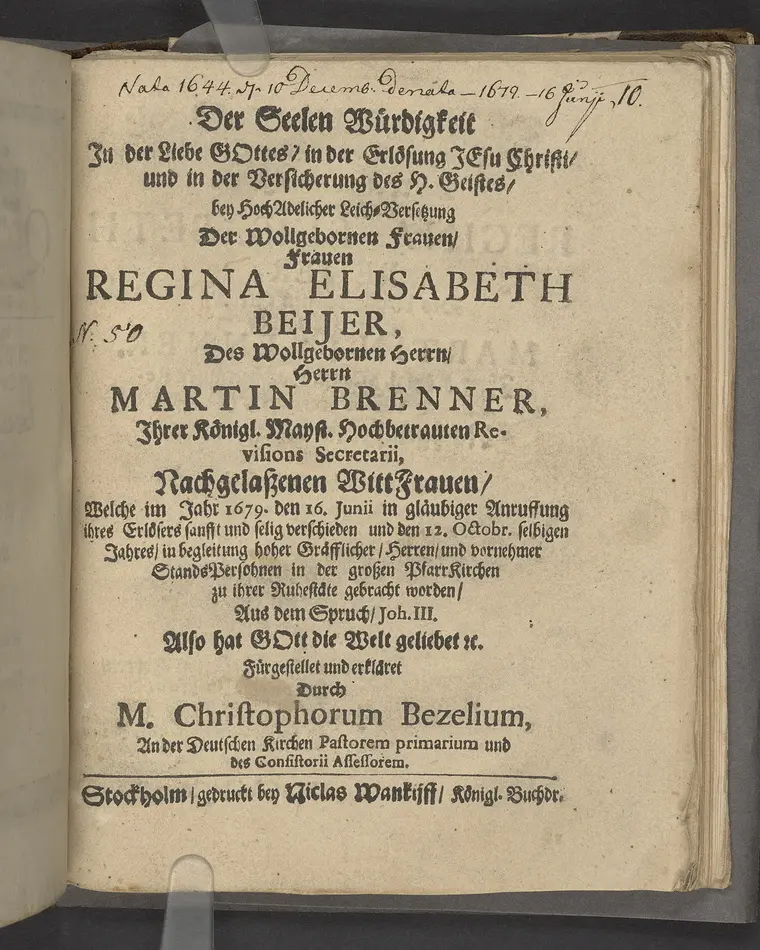 Nata 1644. d. 10 Decemb. denata – 1679. – 16 Junij 10.
Der Seelen Würdigkeit
In der Liebe GOttes/ in der Erlösung JEsu Christi/
und in der Versicherung des H. Geistes/
bey HochAdelicher Leich-Versetzung
Der Wollgebornen Frauen/
Frauen
REGINA ELISABETH
BEIJER,
N. 50
Des Wollgebornen Herrn/
Herrn
MARTIN BRENNER,
Ihrer Königl. Mayst. Hochbetrauten Re-
visions Secretarii,
Nachgelaßenen WittFrauen/
Welche im Jahr 1679. den 16. Junii in gläubiger Anruffung
ihres Erlösers sanfft und selig verschieden und den 12. Octobr. selbigen
Jahres/ in begleitung hoher Gräfflicher/ Herren/ und vornehmer
StandsPersohnen in der großen PfarrKirchen
zu ihrer Ruhestäte gebracht worden/
Aus dem Spruch/ Joh. III.
Also hat GOtt die Welt geliebet ꝛc.
Fürgestellet und erkläret
Durch
M. Christophorum Bezelium,
An der Deutschen Kirchen Pastorem primarium und
des Consistorii Assessorem.
Stockholm/ gedruckt bey Niclas Wankijff/ Königl. Buchdr.